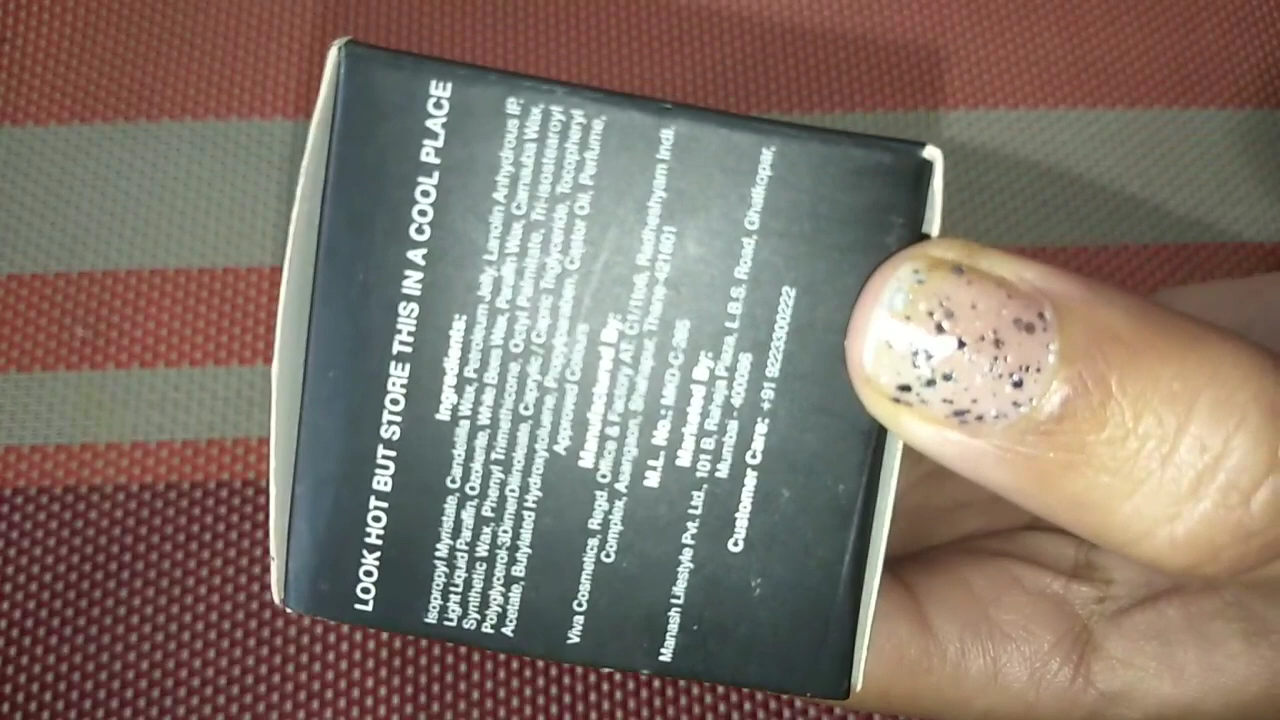 LOOK HOT BUT STORE THIS IN A COOL PLACE
Ingredients:
Isopropyl Myristate, Candelilla Wax, Petroleum Jelly, Lanolin Anhydrous IP,
Light Liquid Paraffin, Ozokerite, White Bees Wax, Paraffin Wax, Carnauba Wax,
Synthetic Wax, Phenyl Trimethicone, Octyl Palmitate, Tri-isostearoyl
Polyglycerol-3DimerDilinoleate, Caprylic / Capric Triglyceride, Tocopheryl
Acetate, Butylated Hydroxytoluene, Propylparaben, Castor Oil, Perfume,
Approved Colours
Manufactured By:
Viva Cosmetics, Regd. Office & Factory AT: Radheshyam Indl.
Complex, Aasngaon, Shahapur, Thane-421601
M.L. No.: MKD-C-395
Marketed By:
Manash Lifestyle Pvt. Ltd., 101 B, Raheja Plaza, L.B.S. Road, Ghatkopar,
Mumbai - 400086
Customer Care: +91 9223300222